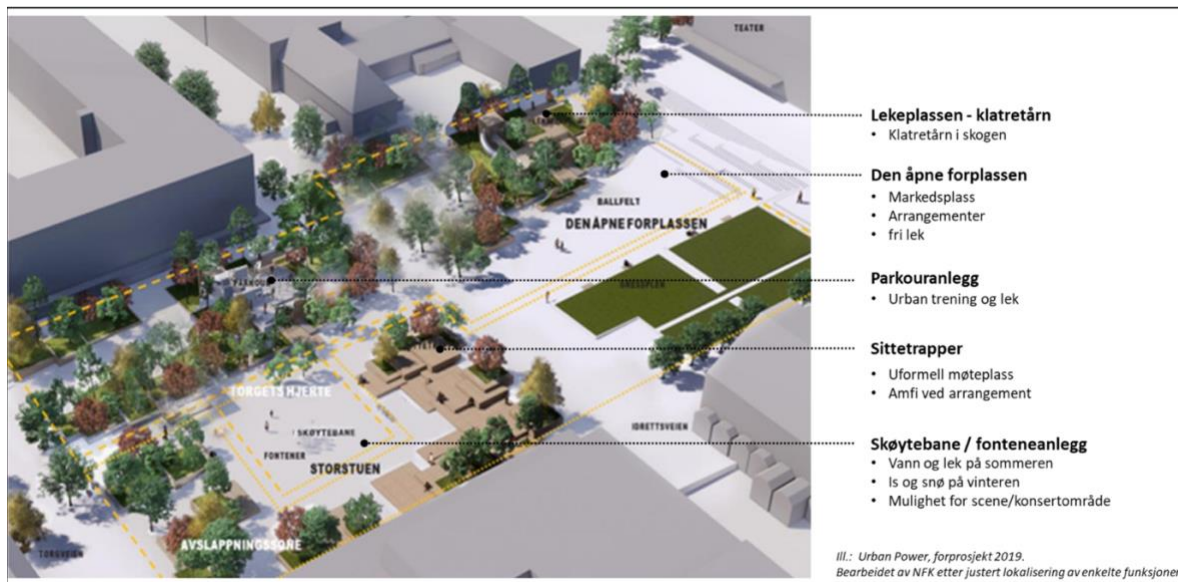 TEATER
Lekeplassen - klatretårn
• Klatretårn i skogen
Den åpne forplassen
• Markedsplass
• Arrangementer
• fri lek
BALLFELT
DEN ÅPNE FORPLASSEN
Parkouranlegg
• Urban trening og lek
Sittetrapper
• Uformell møteplass
• Amfi ved arrangement
TORGETS HJERTE
SKØYTEBANE
FONTENER
STORSTUEN
IDRETTSVEIEN
Skøytebane / fonteneanlegg
• Vann og lek på sommeren
• Is og snø på vinteren
• Mulighet for scene/konsertområde
AVSLAPPNINGSSONE
TORGVEIEN
Ill.: Urban Power, forprosjekt 2019.
Bearbeidet av NFK etter justert lokalisering av enkelte funksjoner